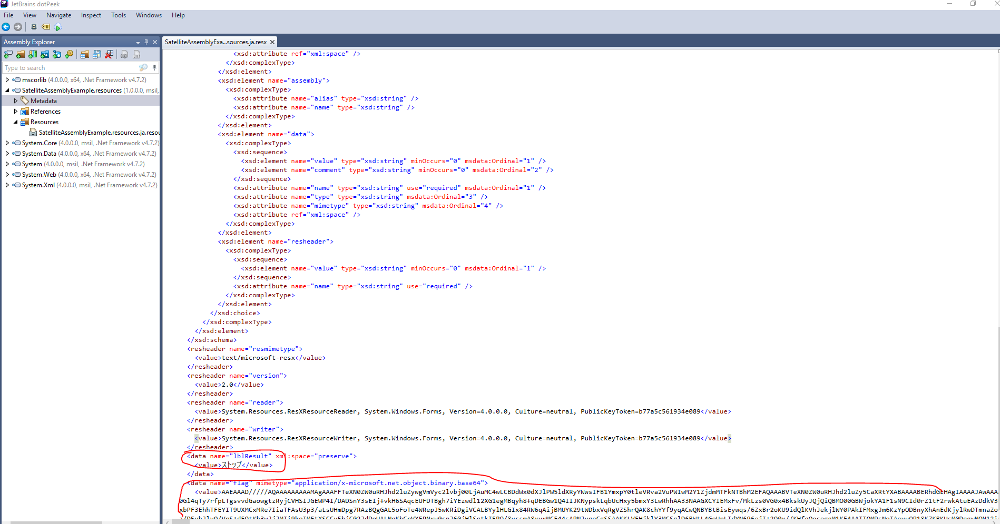 JetBrains dotPeek
File View Navigate Inspect Tools Windows Help
Assembly Explorer
SatelliteAssemblyExa...sources.ja.resx
Type to search
mscorlib (4.0.0.0, x64, .Net Framework v4.7.2)
SatelliteAssemblyExample.resources (1.0.0.0, msil,
Metadata
References
Resources
SatelliteAssemblyExample.resources.ja.resou
System.Core (4.0.0.0, msil, .Net Framework v4.7.2)
System.Data (4.0.0.0, x64, .Net Framework v4.7.2)
System (4.0.0.0, msil, .Net Framework v4.7.2)
System.Web (4.0.0.0, x64, .Net Framework v4.7.2)
System.Xml (4.0.0.0, msil, .Net Framework v4.7.2)
<xsd:attribute ref="xml:space" />
</xsd:complexType>
</xsd:element>
<xsd:element name="assembly">
<xsd:complexType>
<xsd:attribute name="alias" type="xsd:string" />
<xsd:attribute name="name" type="xsd:string" />
</xsd:complexType>
</xsd:element>
<xsd:element name="data">
<xsd:complexType>
<xsd:sequence>
<xsd:element name="value" type="xsd:string" minOccurs="0" msdata:Ordinal="1" />
<xsd:element name="comment" type="xsd:string" minOccurs="0" msdata:Ordinal="2" />
</xsd:sequence>
<xsd:attribute name="name" type="xsd:string" use="required" msdata:Ordinal="1" />
<xsd:attribute name="type" type="xsd:string" msdata:Ordinal="3" />
<xsd:attribute name="mimetype" type="xsd:string" msdata:Ordinal="4" />
<xsd:attribute ref="xml:space" />
</xsd:complexType>
</xsd:element>
<xsd:element name="resheader">
<xsd:complexType>
<xsd:sequence>
<xsd:element name="value" type="xsd:string" minOccurs="0" msdata:Ordinal="1" />
</xsd:sequence>
<xsd:attribute name="name" type="xsd:string" use="required" />
</xsd:complexType>
</xsd:element>
</xsd:choice>
</xsd:complexType>
</xsd:element>
</xsd:schema>
<resheader name="resmimetype">
<value>text/microsoft-resx</value>
</resheader>
<resheader name="version">
<value>2.0</value>
</resheader>
<resheader name="reader">
<value>System.Resources.ResXResourceReader, System.Windows.Forms, Version=4.0.0.0, Culture=neutral, PublicKeyToken=b77a5c561934e089</value>
</resheader>
<resheader name="writer">
<value>System.Resources.ResXResourceWriter, System.Windows.Forms, Version=4.0.0.0, Culture=neutral, PublicKeyToken=b77a5c561934e089</value>
</resheader>
<data name="lblResult" xml:space="preserve">
<value>ストップ</value>
</data>
<data name="flag" mimetype="application/x-microsoft.net.object.binary.base64">